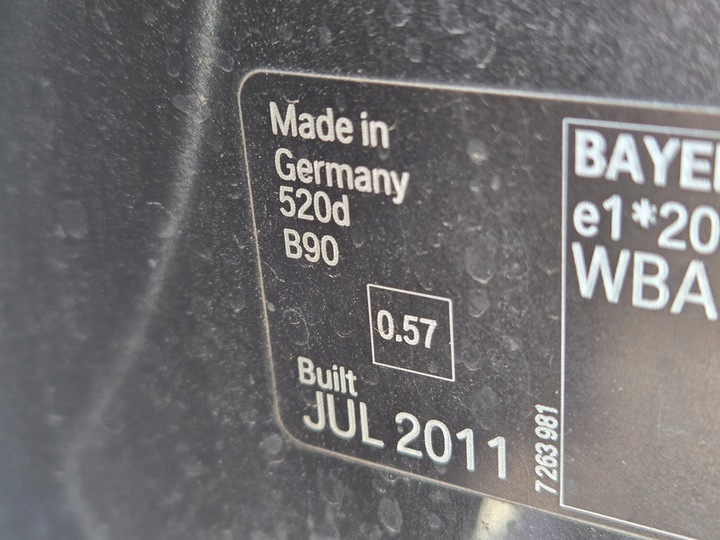 Made in
Germany
520d
B90
0.57
Built
JUL 2011
7 263 981
BAYE
e1*20
WBA